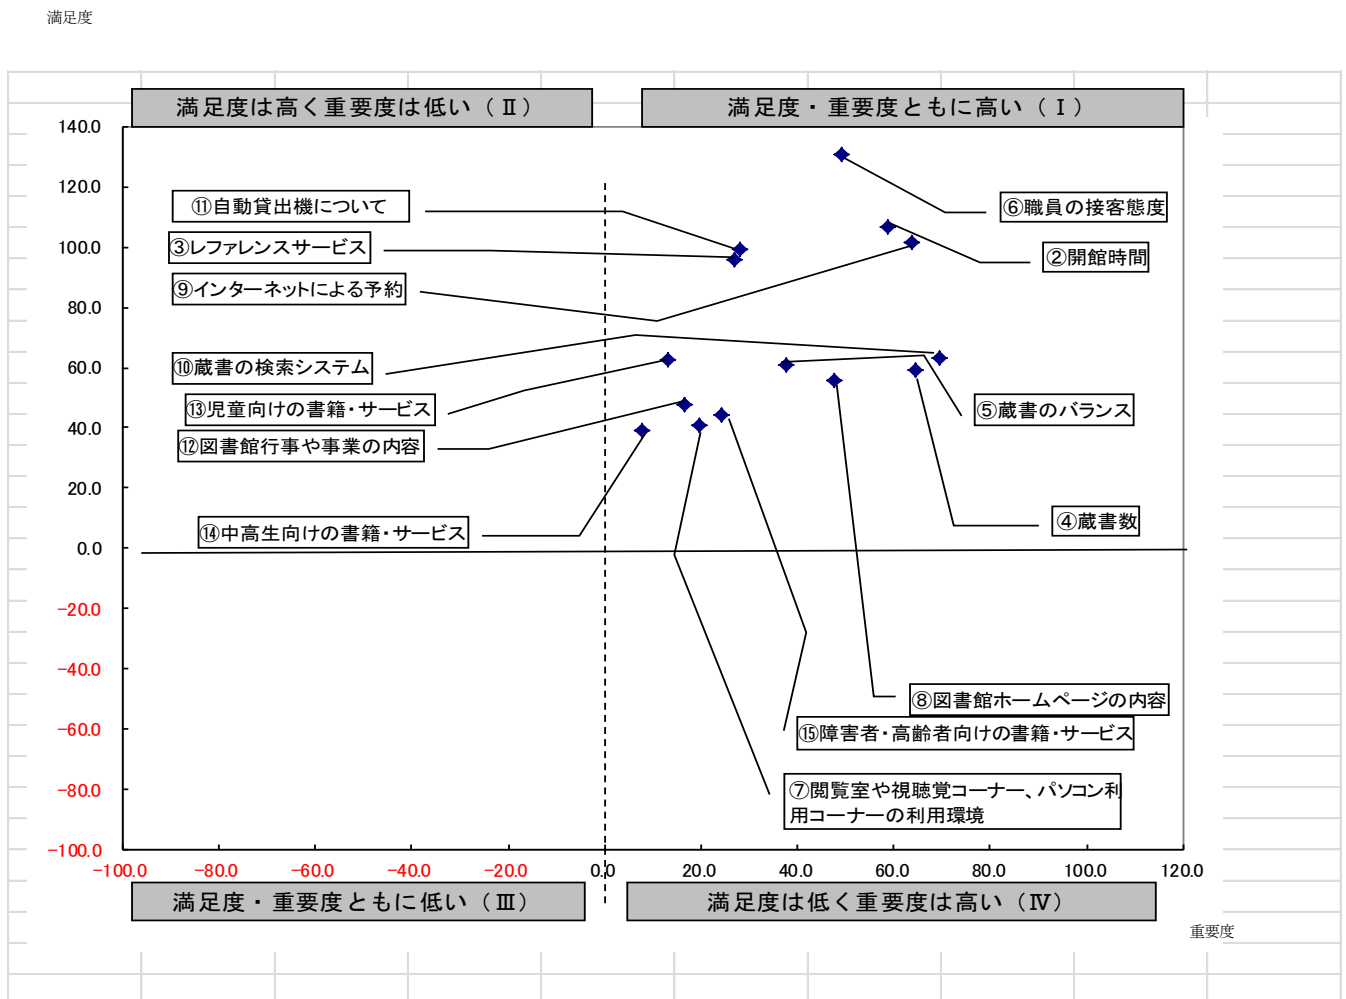 満足度
満足度は高く重要度は低い（Ⅱ）
満足度・重要度ともに高い（Ⅰ）
140.0
120.0
100.0
80.0
60.0
40.0
20.0
0.0
-20.0
-40.0
-60.0
-80.0
-100.0
⑪自動貸出機について
③レファレンスサービス
⑨インターネットによる予約
⑩蔵書の検索システム
⑬児童向けの書籍・サービス
⑫図書館行事や事業の内容
⑭中高生向けの書籍・サービス
⑥職員の接客態度
②開館時間
⑤蔵書のバランス
④蔵書数
⑧図書館ホームページの内容
⑮障害者・高齢者向けの書籍・サービス
⑦閲覧室や視聴覚コーナー、パソコン利
用コーナーの利用環境
-100.0
-80.0
-60.0
-40.0
-20.0
0.0
20.0
40.0
60.0
80.0
100.0
120.0
満足度・重要度ともに低い（Ⅲ）
満足度は低く重要度は高い（Ⅳ）
重要度